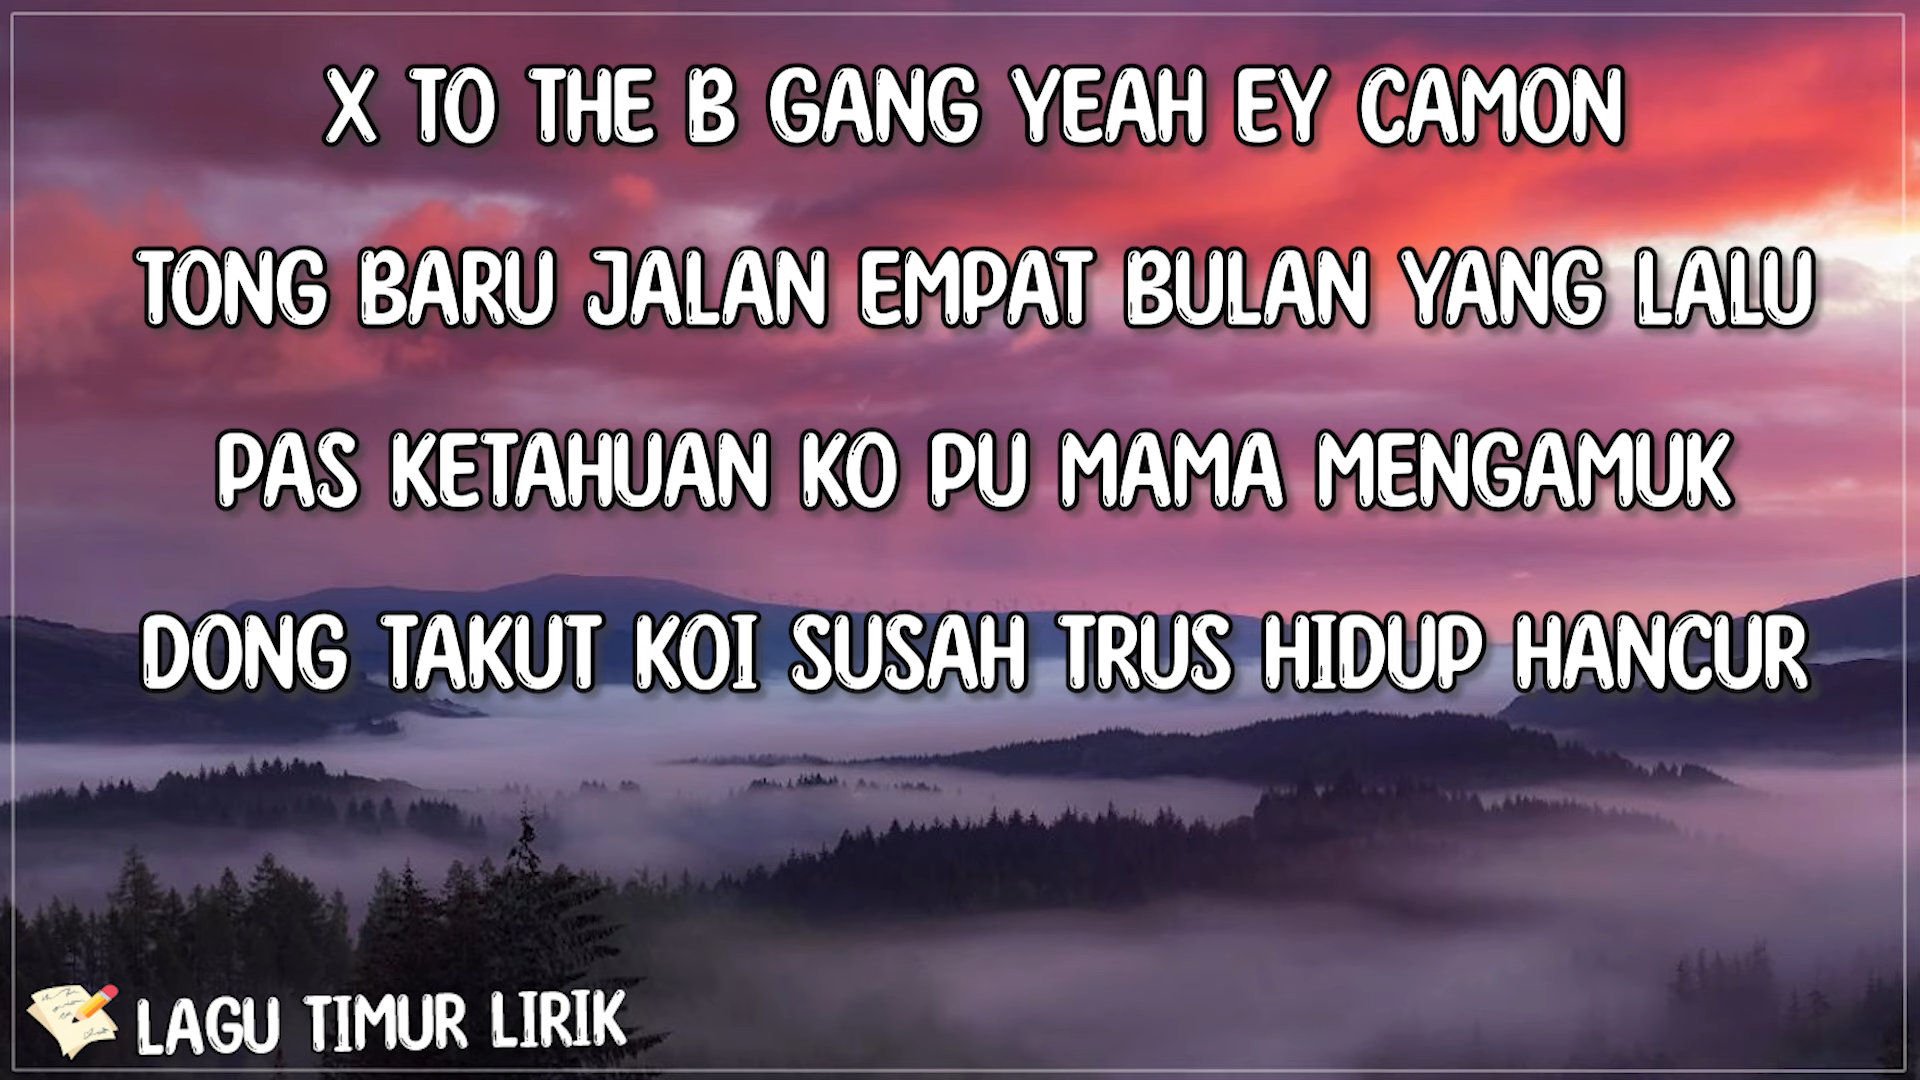 X TO THE B GANG YEAH EY CAMON
TONG BARU JALAN EMPAT BULAN YANG LALU
PAS KETAHUAN KO PU MAMA MENGAMUK
DONG TAKUT KOI SUSAH TRUS HIDUP HANCUR
LAGU TIMUR LIRIK